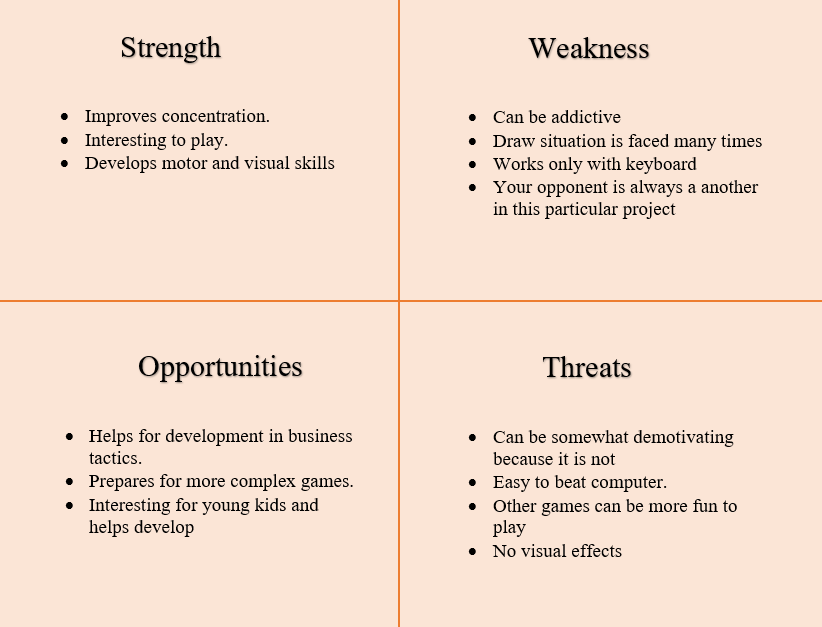 Strength
• Improves concentration.
• Interesting to play.
• Develops motor and visual skills
Weakness
• Can be addictive
• Draw situation is faced many times
• Works only with keyboard
• Your opponent is always a another
in this particular project
Opportunities
• Helps for development in business
tactics.
• Prepares for more complex games.
• Interesting for young kids and
helps develop
Threats
• Can be somewhat demotivating
because it is not
• Easy to beat computer.
• Other games can be more fun to
play
• No visual effects